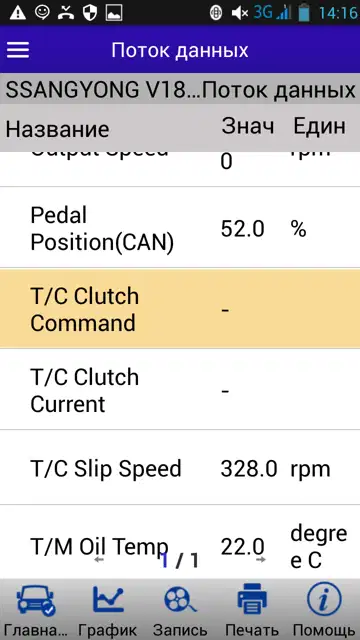 3G 14:16
Поток данных
SSANGYONG V18...Поток данных
Название Знач Един
Output Speed 0 rpm
Pedal
Position(CAN) 52.0 %
T/C Clutch
Command -
T/C Clutch
Current -
T/C Slip Speed 328.0 rpm
T/M Oil Temp 22.0 degre
e C
1 / 1
Главна... График Запись Печать Помощь